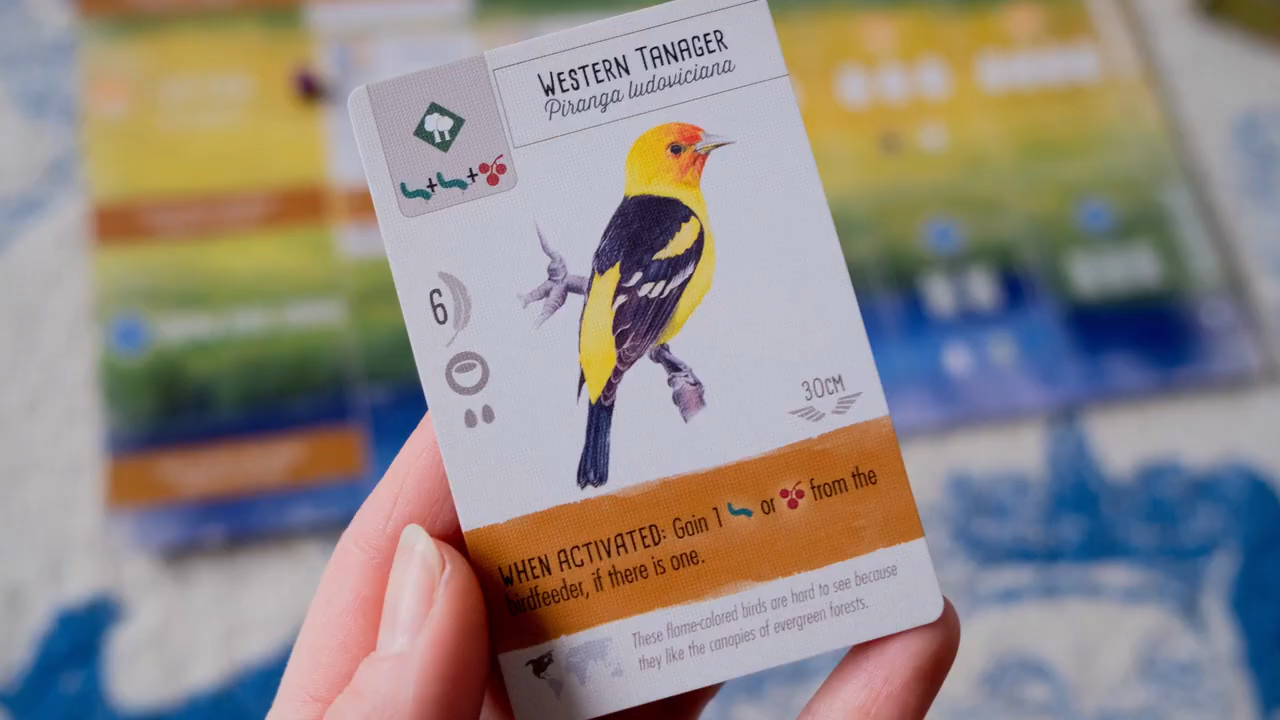 WESTERN TANAGER
Piranga ludoviciana
+ +
6
30CM
WHEN ACTIVATED: Gain 1 or from the
birdfeeder, if there is one.
These flame-colored birds are hard to see because
they like the canopies of evergreen forests.